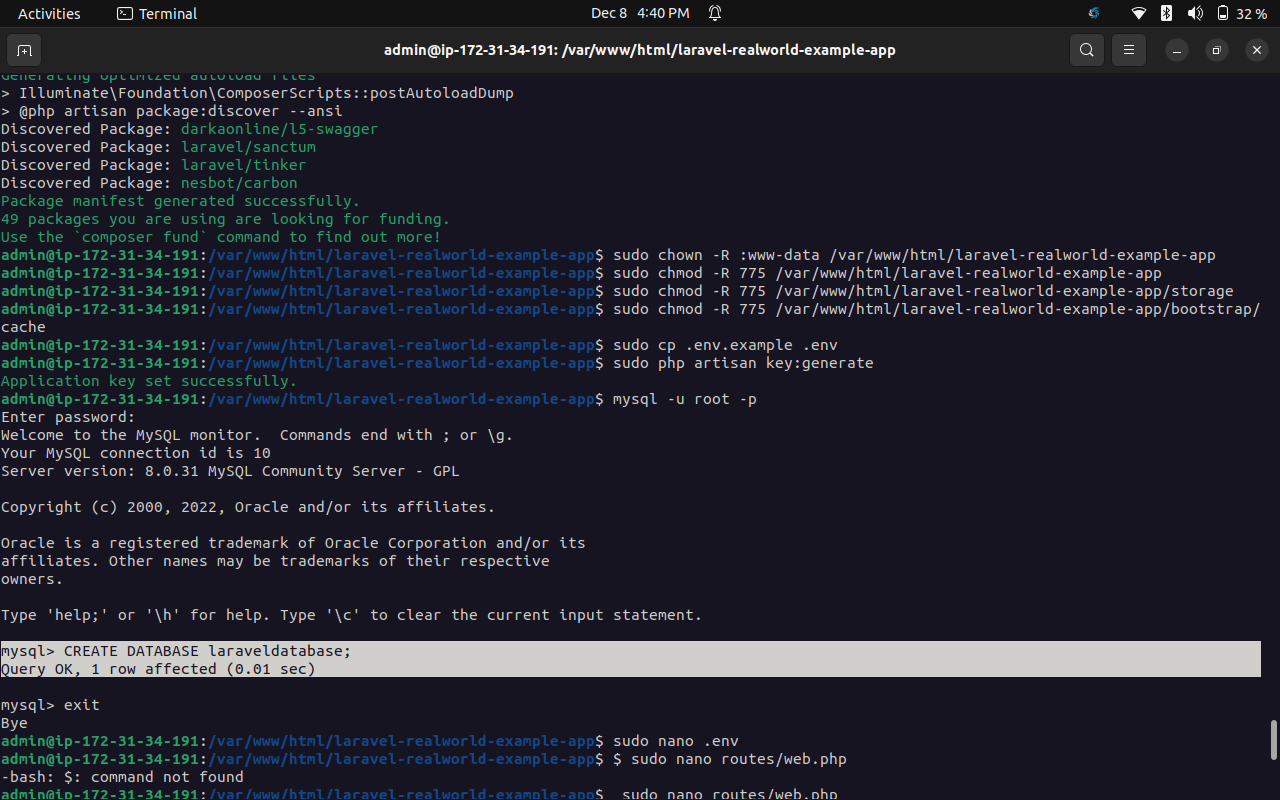 Activities Terminal Dec 8 4:40 PM 32 %
admin@ip-172-31-34-191: /var/www/html/laravel-realworld-example-app
Generating optimized autoload files
> Illuminate\Foundation\ComposerScripts::postAutoloadDump
> @php artisan package:discover --ansi
Discovered Package: darkaonline/l5-swagger
Discovered Package: laravel/sanctum
Discovered Package: laravel/tinker
Discovered Package: nesbot/carbon
Package manifest generated successfully.
49 packages you are using are looking for funding.
Use the `composer fund` command to find out more!
admin@ip-172-31-34-191:/var/www/html/laravel-realworld-example-app$ sudo chown -R :www-data /var/www/html/laravel-realworld-example-app
admin@ip-172-31-34-191:/var/www/html/laravel-realworld-example-app$ sudo chmod -R 775 /var/www/html/laravel-realworld-example-app
admin@ip-172-31-34-191:/var/www/html/laravel-realworld-example-app$ sudo chmod -R 775 /var/www/html/laravel-realworld-example-app/storage
admin@ip-172-31-34-191:/var/www/html/laravel-realworld-example-app$ sudo chmod -R 775 /var/www/html/laravel-realworld-example-app/bootstrap/
cache
admin@ip-172-31-34-191:/var/www/html/laravel-realworld-example-app$ sudo cp .env.example .env
admin@ip-172-31-34-191:/var/www/html/laravel-realworld-example-app$ sudo php artisan key:generate
Application key set successfully.
admin@ip-172-31-34-191:/var/www/html/laravel-realworld-example-app$ mysql -u root -p
Enter password:
Welcome to the MySQL monitor.  Commands end with ; or \g.
Your MySQL connection id is 10
Server version: 8.0.31 MySQL Community Server - GPL
Copyright (c) 2000, 2022, Oracle and/or its affiliates.
Oracle is a registered trademark of Oracle Corporation and/or its
affiliates. Other names may be trademarks of their respective
owners.
Type 'help;' or '\h' for help. Type '\c' to clear the current input statement.
mysql> CREATE DATABASE laraveldatabase;
Query OK, 1 row affected (0.01 sec)
mysql> exit
Bye
admin@ip-172-31-34-191:/var/www/html/laravel-realworld-example-app$ sudo nano .env
admin@ip-172-31-34-191:/var/www/html/laravel-realworld-example-app$ $ sudo nano routes/web.php
-bash: $: command not found
admin@ip-172-31-34-191:/var/www/html/laravel-realworld-example-app$  sudo nano routes/web.php